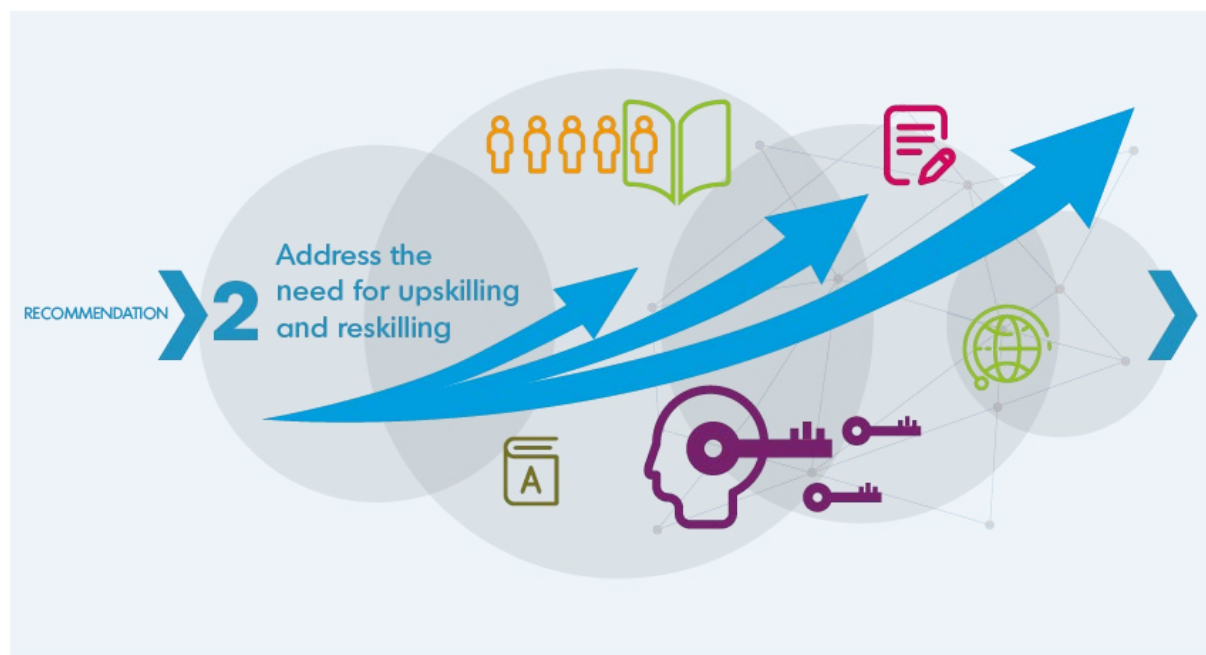 RECOMMENDATION
2
Address the
need for upskilling
and reskilling
A